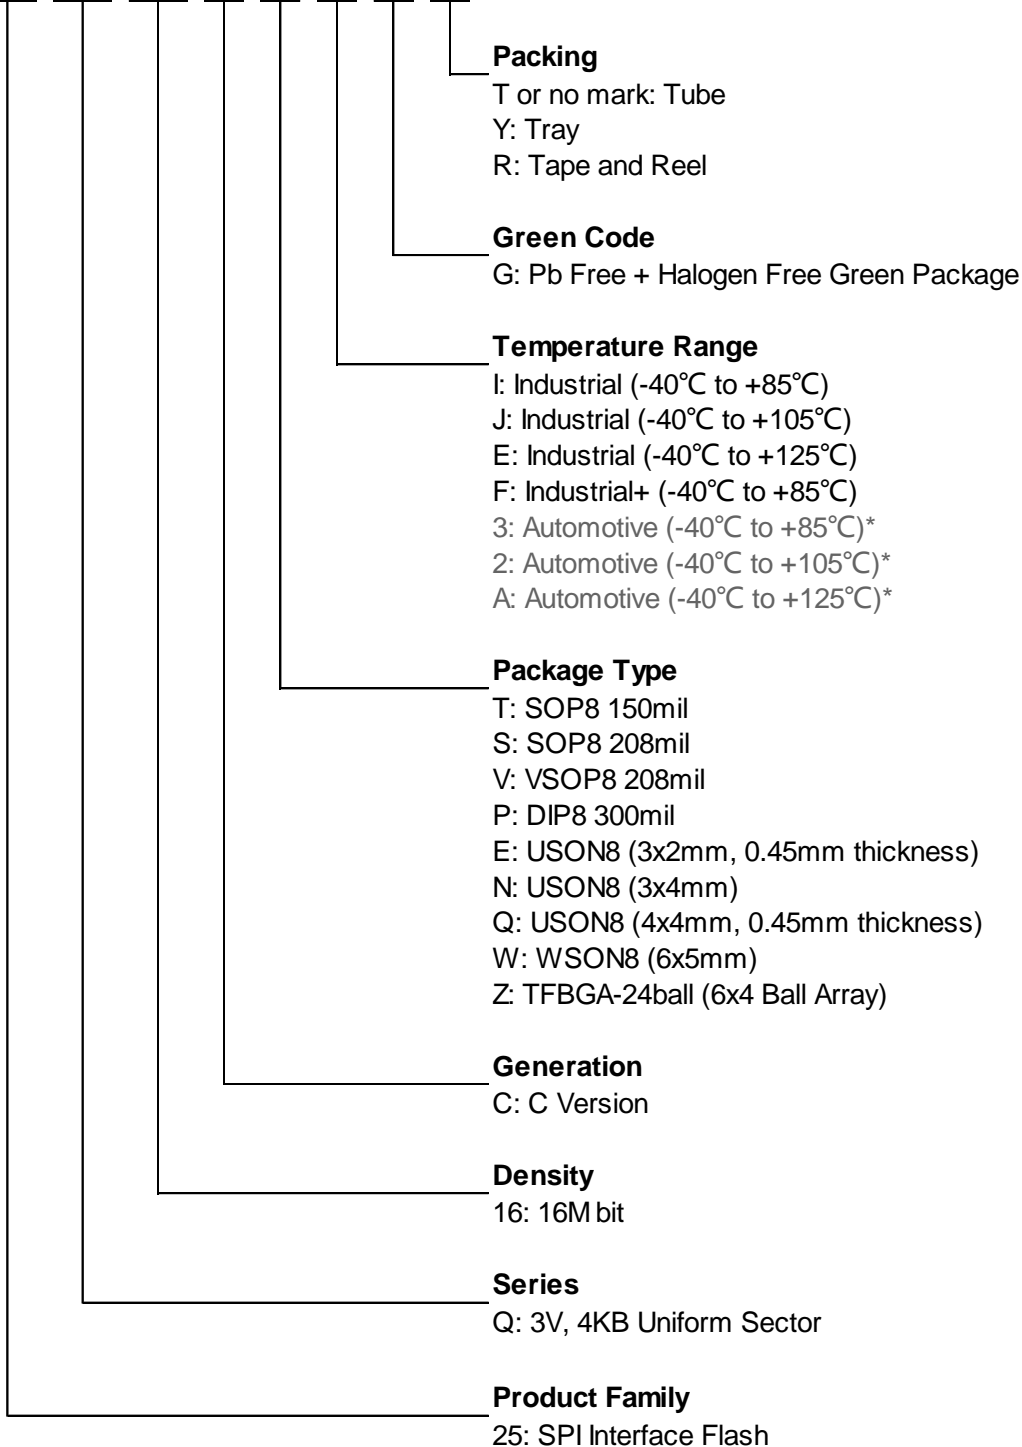 Packing
T or no mark: Tube
Y: Tray
R: Tape and Reel
Green Code
G: Pb Free + Halogen Free Green Package
Temperature Range
I: Industrial (-40℃ to +85℃)
J: Industrial (-40℃ to +105℃)
E: Industrial (-40℃ to +125℃)
F: Industrial+ (-40℃ to +85℃)
3: Automotive (-40℃ to +85℃)*
2: Automotive (-40℃ to +105℃)*
A: Automotive (-40℃ to +125℃)*
Package Type
T: SOP8 150mil
S: SOP8 208mil
V: VSOP8 208mil
P: DIP8 300mil
E: USON8 (3x2mm, 0.45mm thickness)
N: USON8 (3x4mm)
Q: USON8 (4x4mm, 0.45mm thickness)
W: WSON8 (6x5mm)
Z: TFBGA-24ball (6x4 Ball Array)
Generation
C: C Version
Density
16: 16M bit
Series
Q: 3V, 4KB Uniform Sector
Product Family
25: SPI Interface Flash